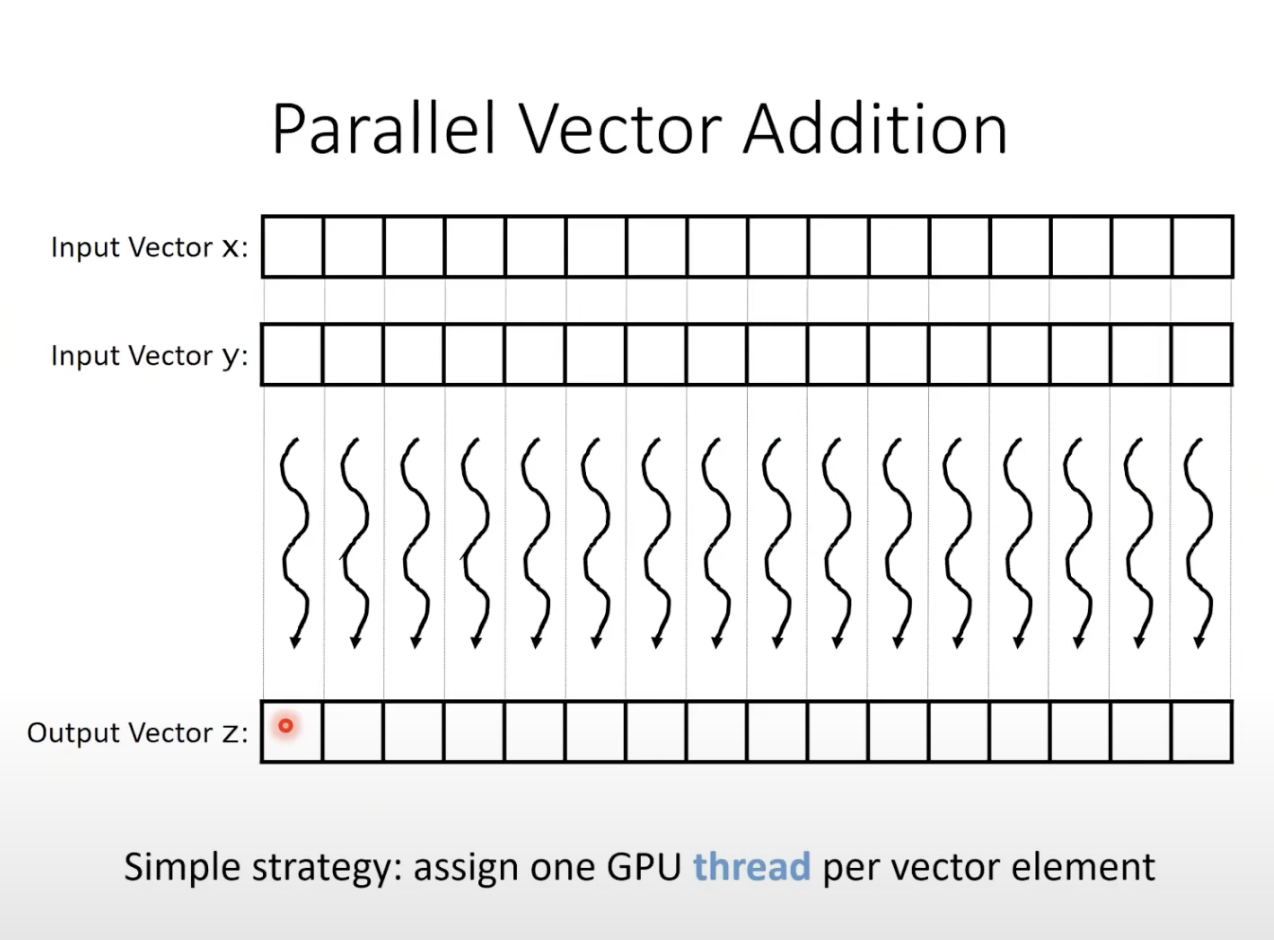 Parallel Vector Addition
Input Vector x:
Input Vector y:
Output Vector z:
Simple strategy: assign one GPU thread per vector element